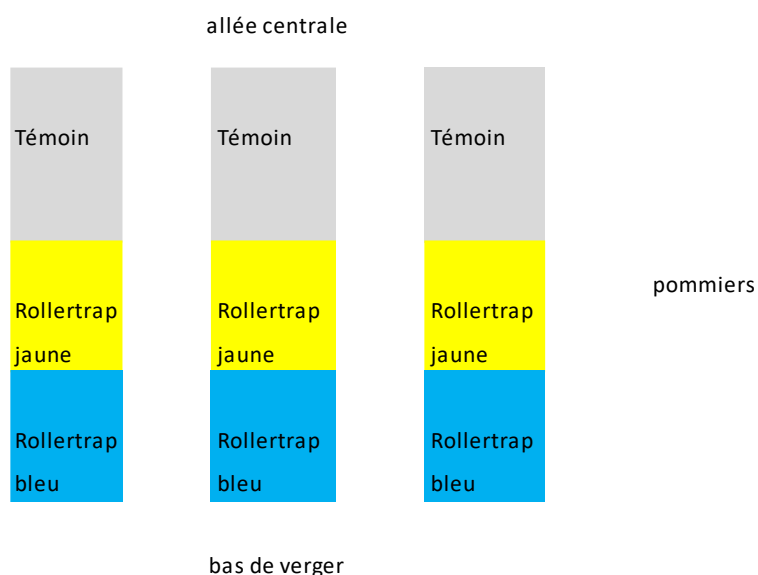 allée centrale
Témoin
Témoin
Témoin
Rollertrap
jaune
Rollertrap
jaune
Rollertrap
jaune
pommiers
Rollertrap
bleu
Rollertrap
bleu
Rollertrap
bleu
bas de verger